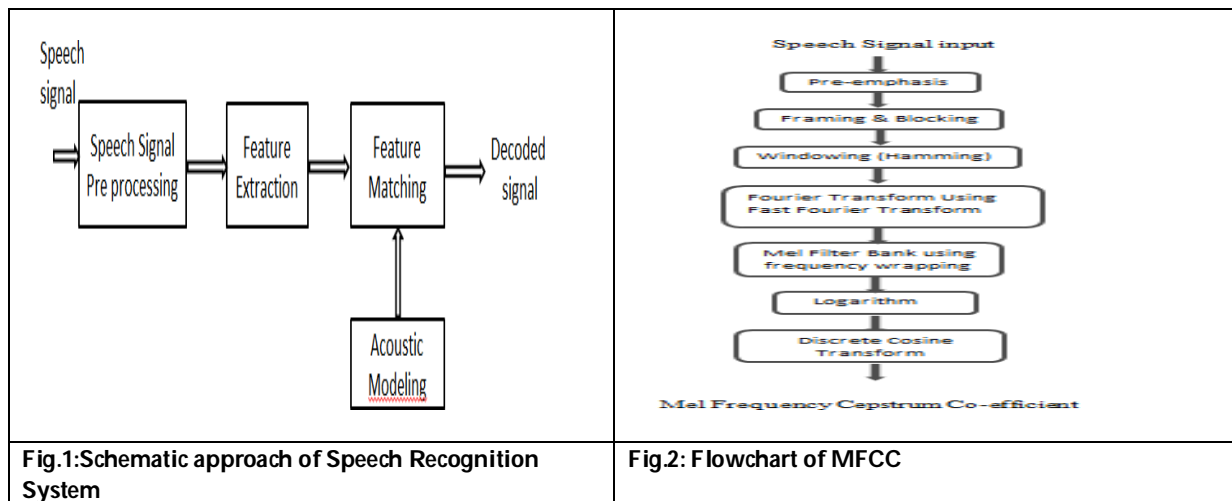 Speech
signal
Speech Signal
Pre processing
Feature
Extraction
Feature
Matching
Decoded
signal
Acoustic
Modeling
Fig.1:Schematic approach of Speech Recognition
System
Speech Signal input
Pre-emphasis
Framing & Blocking
Windowing (Hamming)
Fourier Transform Using
Fast Fourier Transform
Mel Filter Bank using
frequency wrapping
Logarithm
Discrete Cosine
Transform
Mel Frequency Cepstrum Co-efficient
Fig.2: Flowchart of MFCC